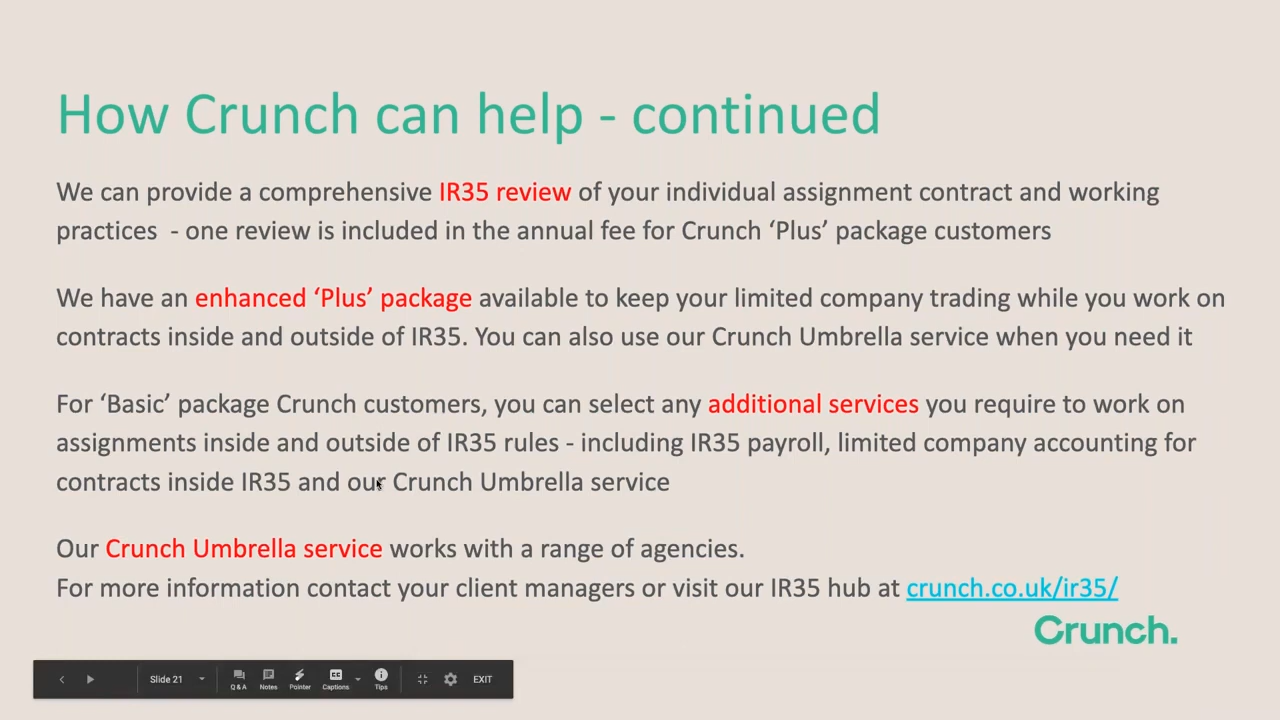 How Crunch can help - continued
We can provide a comprehensive IR35 review of your individual assignment contract and working
practices  - one review is included in the annual fee for Crunch ‘Plus’ package customers
We have an enhanced ‘Plus’ package available to keep your limited company trading while you work on
contracts inside and outside of IR35. You can also use our Crunch Umbrella service when you need it
For ‘Basic’ package Crunch customers, you can select any additional services you require to work on
assignments inside and outside of IR35 rules - including IR35 payroll, limited company accounting for
contracts inside IR35 and our Crunch Umbrella service
Our Crunch Umbrella service works with a range of agencies.
For more information contact your client managers or visit our IR35 hub at crunch.co.uk/ir35/
Crunch.
Slide 21 Q & A Notes Pointer CC Captions Tips EXIT